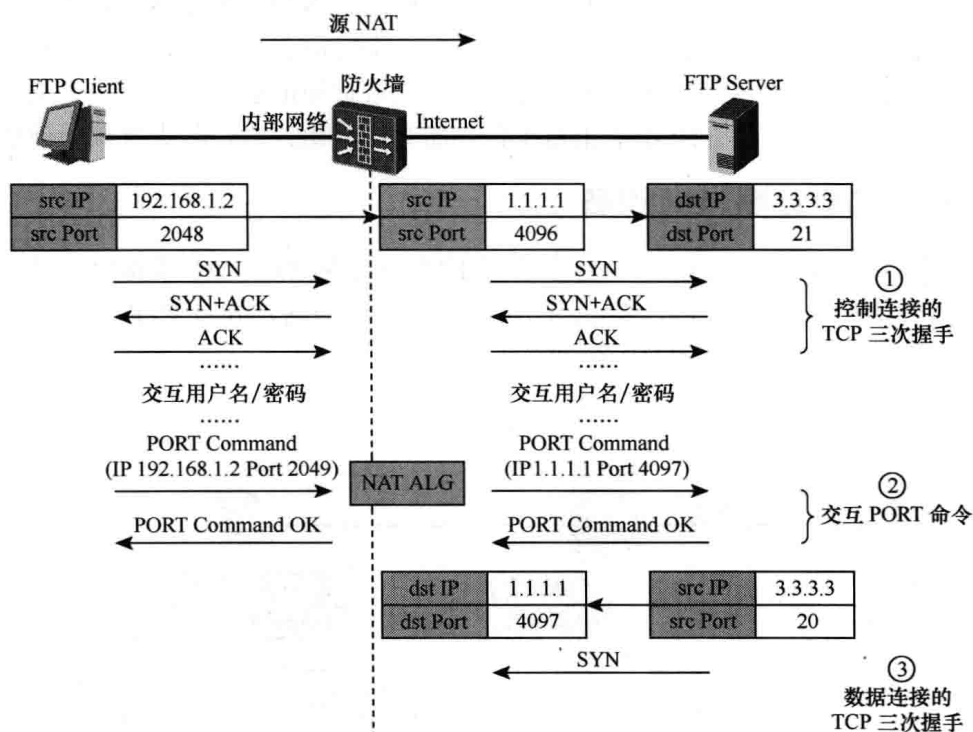 源 NAT
FTP Client
防火墙
FTP Server
内部网络
Internet
src IP 192.168.1.2
src Port 2048
src IP 1.1.1.1
src Port 4096
dst IP 3.3.3.3
dst Port 21
SYN
SYN
SYN+ACK
SYN+ACK
ACK
ACK
①
控制连接的
TCP 三次握手
……
……
交互用户名/密码
交互用户名/密码
……
……
PORT Command
(IP 192.168.1.2 Port 2049)
NAT ALG
PORT Command
(IP1.1.1.1 Port 4097)
PORT Command OK
PORT Command OK
②
交互 PORT 命令
dst IP 1.1.1.1
dst Port 4097
src IP 3.3.3.3
src Port 20
SYN
③
数据连接的
TCP 三次握手